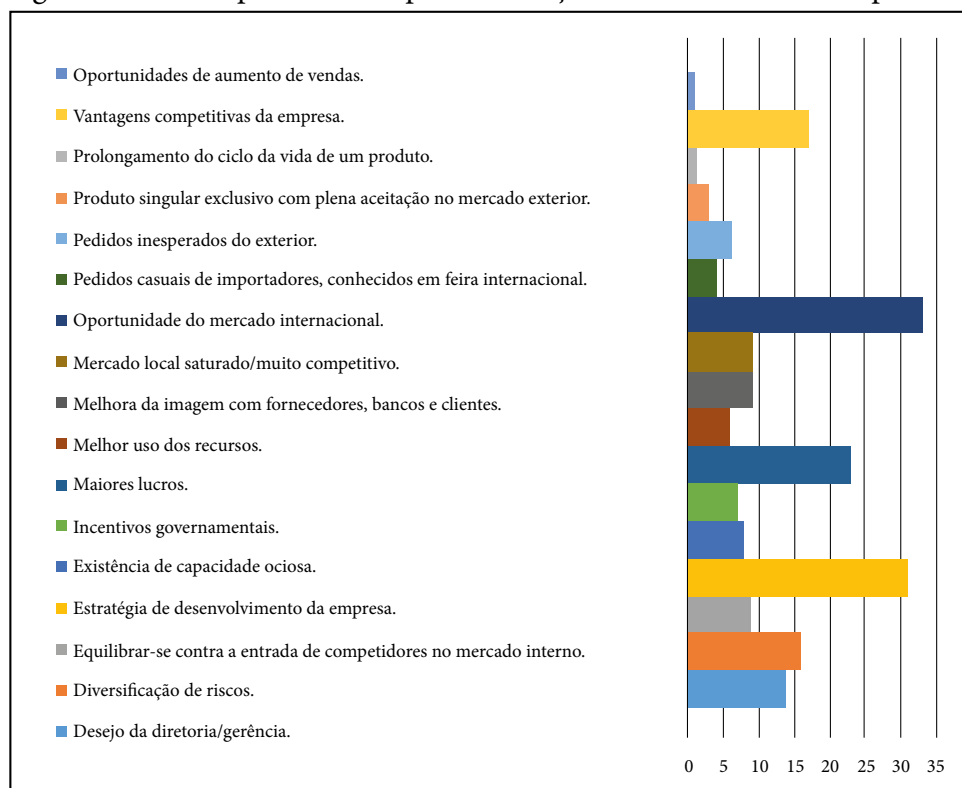 Oportunidades de aumento de vendas.
Vantagens competitivas da empresa.
Prolongamento do ciclo da vida de um produto.
Produto singular exclusivo com plena aceitação no mercado exterior.
Pedidos inesperados do exterior.
Pedidos casuais de importadores, conhecidos em feira internacional.
Oportunidade do mercado internacional.
Mercado local saturado/muito competitivo.
Melhora da imagem com fornecedores, bancos e clientes.
Melhor uso dos recursos.
Maiores lucros.
Incentivos governamentais.
Existência de capacidade ociosa.
Estratégia de desenvolvimento da empresa.
Equilibrar-se contra a entrada de competidores no mercado interno.
Diversificação de riscos.
Desejo da diretoria/gerência.
0 5 10 15 20 25 30 35